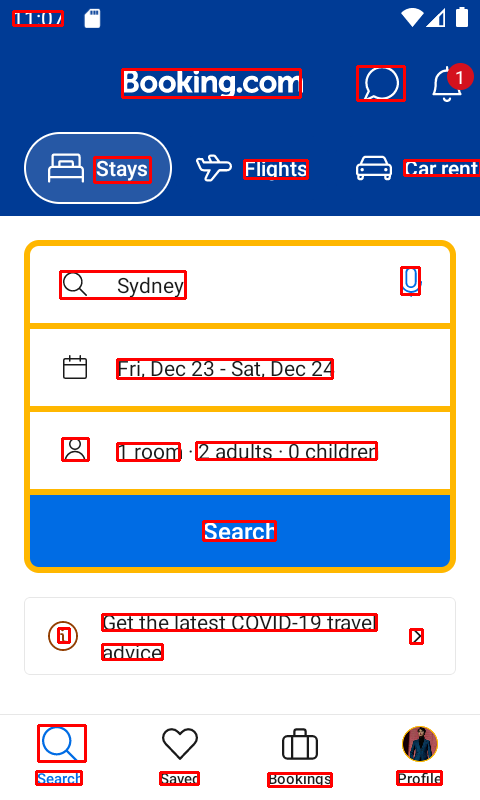 11:07
Booking.com
1
Stays Flights Car rent
Sydney
Fri, Dec 23 - Sat, Dec 24
1 room · 2 adults · 0 children
Search
Get the latest COVID-19 travel
advice
Search Saved Bookings Profile